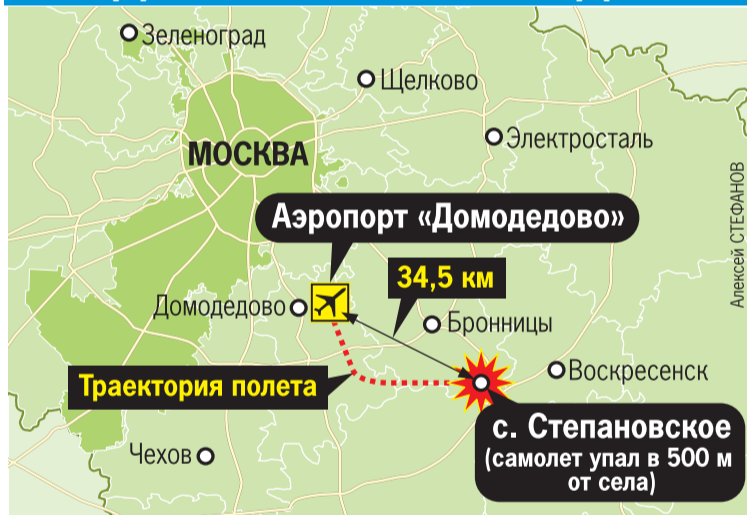 Зеленоград
Щелково
Электросталь
МОСКВА
Аэропорт «Домодедово»
34,5 км
Домодедово
Бронницы
Воскресенск
Траектория полета
с. Степановское
(самолет упал в 500 м
от села)
Чехов
Алексей СТЕФАНОВ